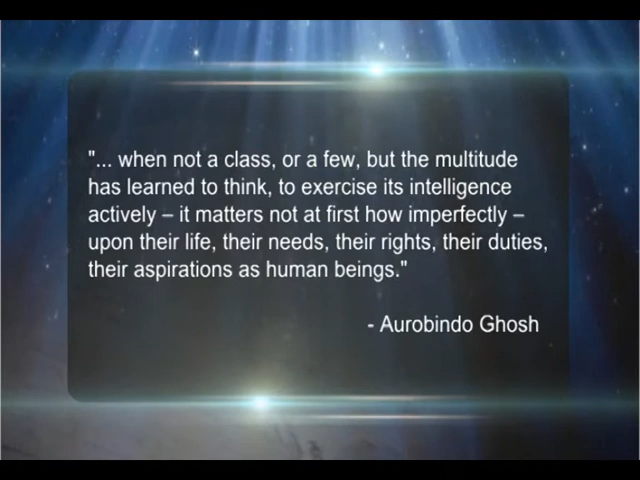 "... when not a class, or a few, but the multitude
has learned to think, to exercise its intelligence
actively – it matters not at first how imperfectly –
upon their life, their needs, their rights, their duties,
their aspirations as human beings."
- Aurobindo Ghosh